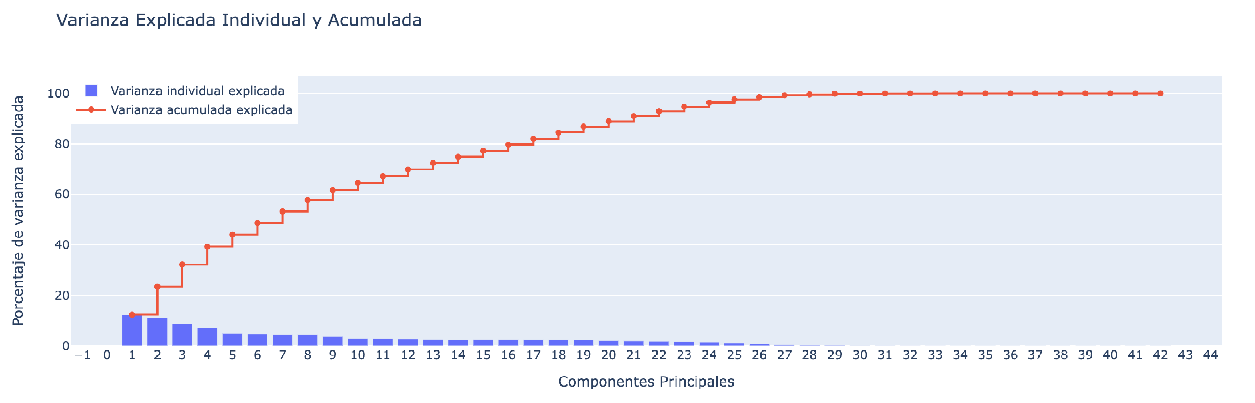 Varianza Explicada Individual y Acumulada
Varianza individual explicada
Varianza acumulada explicada
Porcentaje de varianza explicada
100
80
60
40
20
0
−1 0 1 2 3 4 5 6 7 8 9 10 11 12 13 14 15 16 17 18 19 20 21 22 23 24 25 26 27 28 29 30 31 32 33 34 35 36 37 38 39 40 41 42 43 44
Componentes Principales